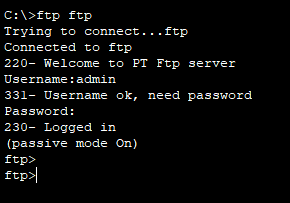 C:\>ftp ftp
Trying to connect...ftp
Connected to ftp
220- Welcome to PT Ftp server
Username:admin
331- Username ok, need password
Password:
230- Logged in
(passive mode On)
ftp>
ftp>